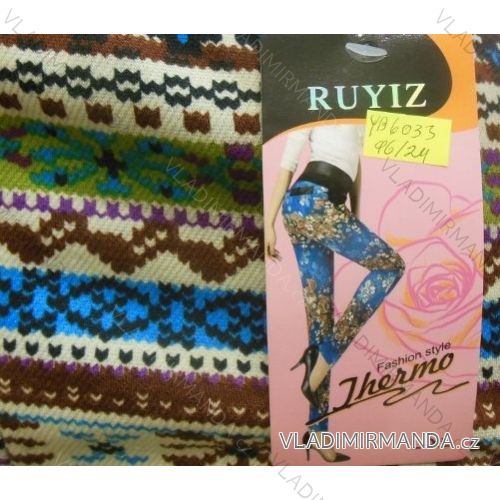 RUYIZ
YB6033
96/24
Fashion style
Thermo
VLADIMIRMANDA.cz